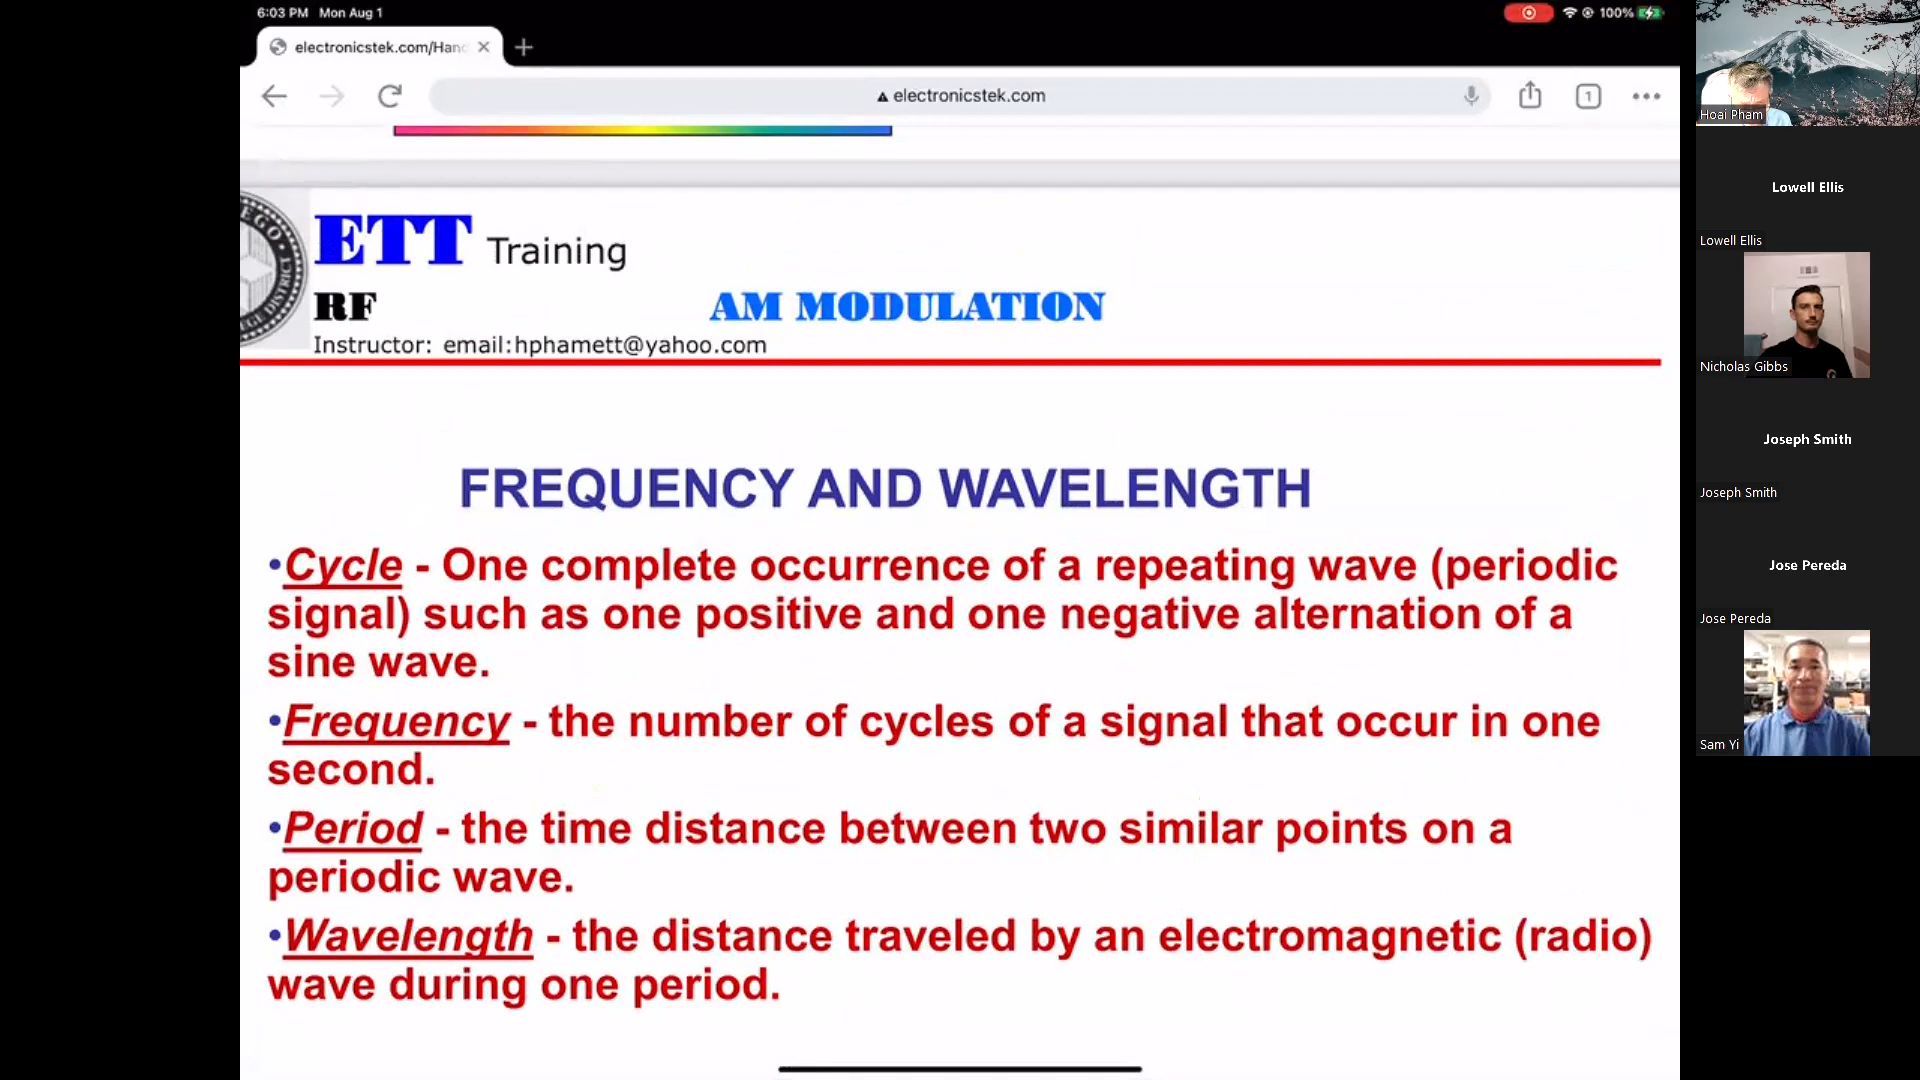 6:03 PM Mon Aug 1
100%
electronicstek.com/Hand
electronicstek.com
1
EGO
GE DISTRICT
ETT Training
RF
AM MODULATION
Instructor: email:hphamett@yahoo.com
FREQUENCY AND WAVELENGTH
•Cycle - One complete occurrence of a repeating wave (periodic
signal) such as one positive and one negative alternation of a
sine wave.
•Frequency - the number of cycles of a signal that occur in one
second.
•Period - the time distance between two similar points on a
periodic wave.
•Wavelength - the distance traveled by an electromagnetic (radio)
wave during one period.
Hoai Pham
Lowell Ellis
Lowell Ellis
Nicholas Gibbs
Joseph Smith
Joseph Smith
Jose Pereda
Jose Pereda
Sam Yi